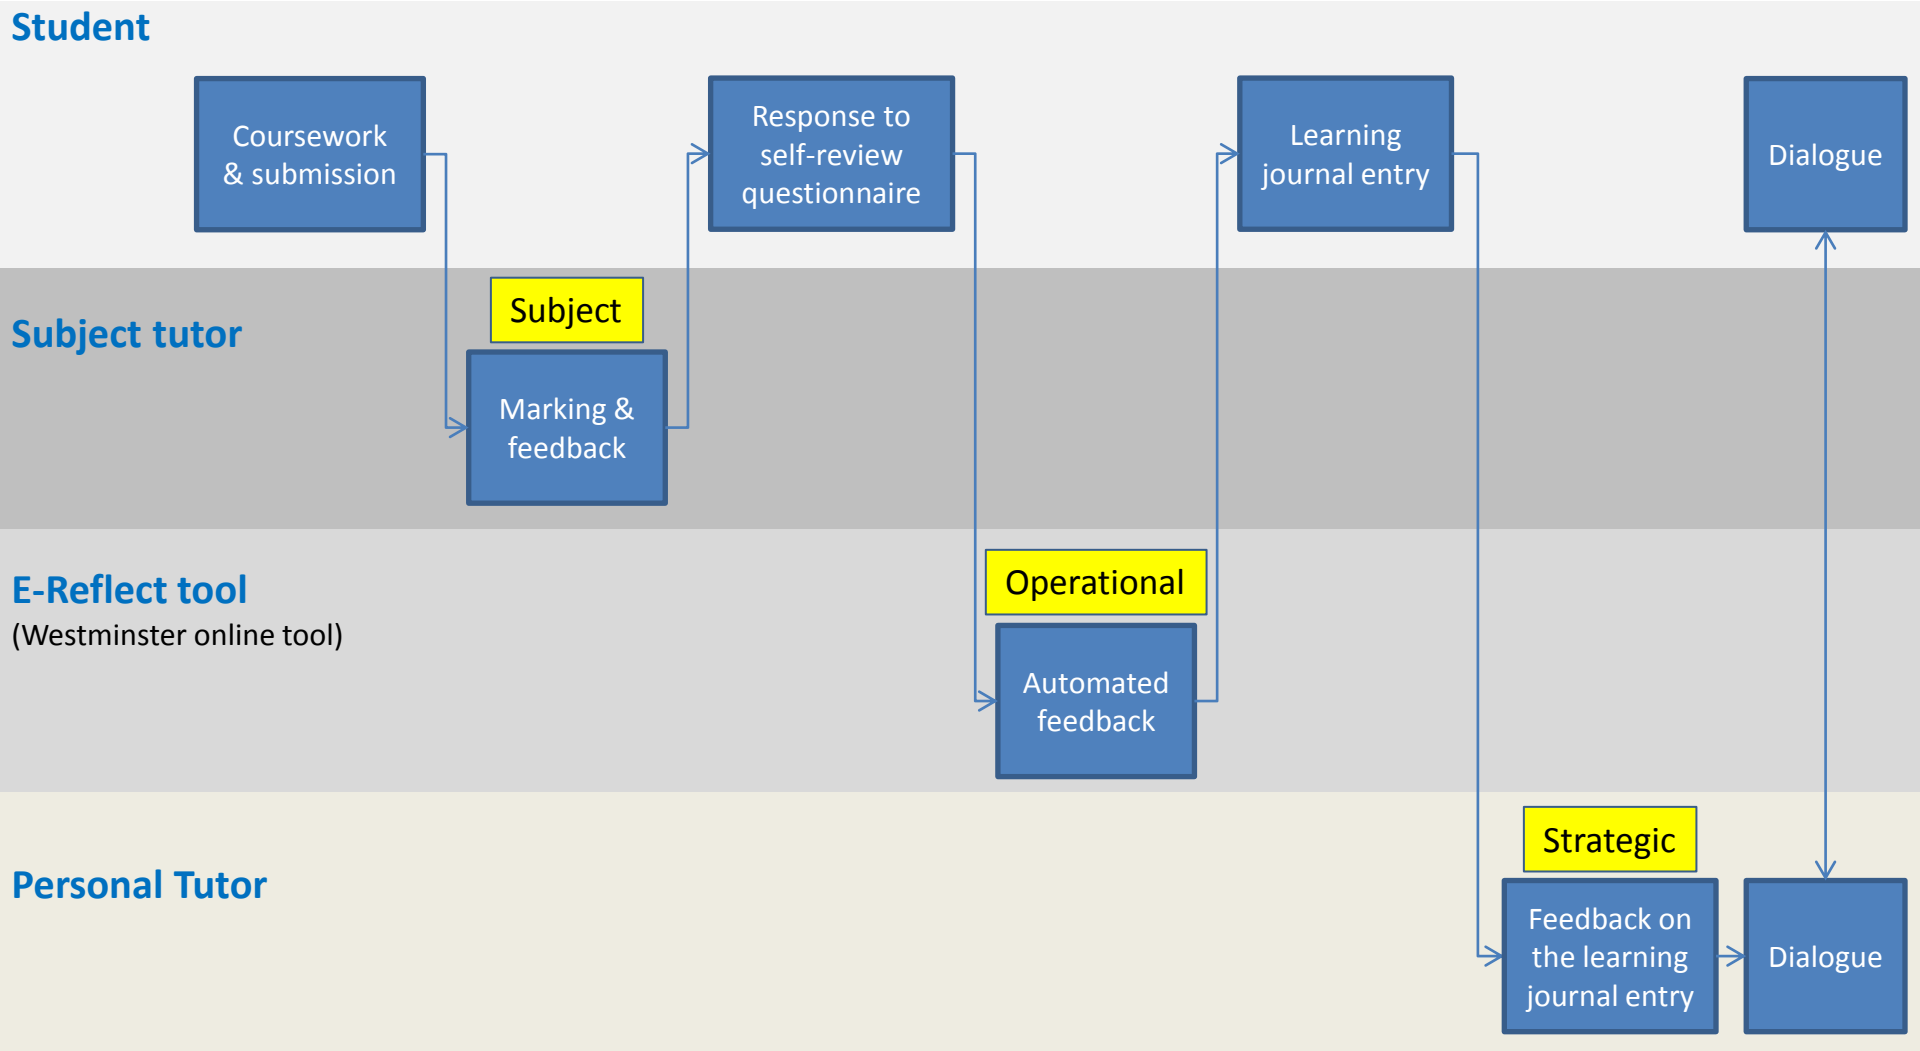 Student
Coursework
& submission
Response to
self-review
questionnaire
Learning
journal entry
Dialogue
Subject tutor
Subject
Marking &
feedback
E-Reflect tool
(Westminster online tool)
Operational
Automated
feedback
Personal Tutor
Strategic
Feedback on
the learning
journal entry
Dialogue